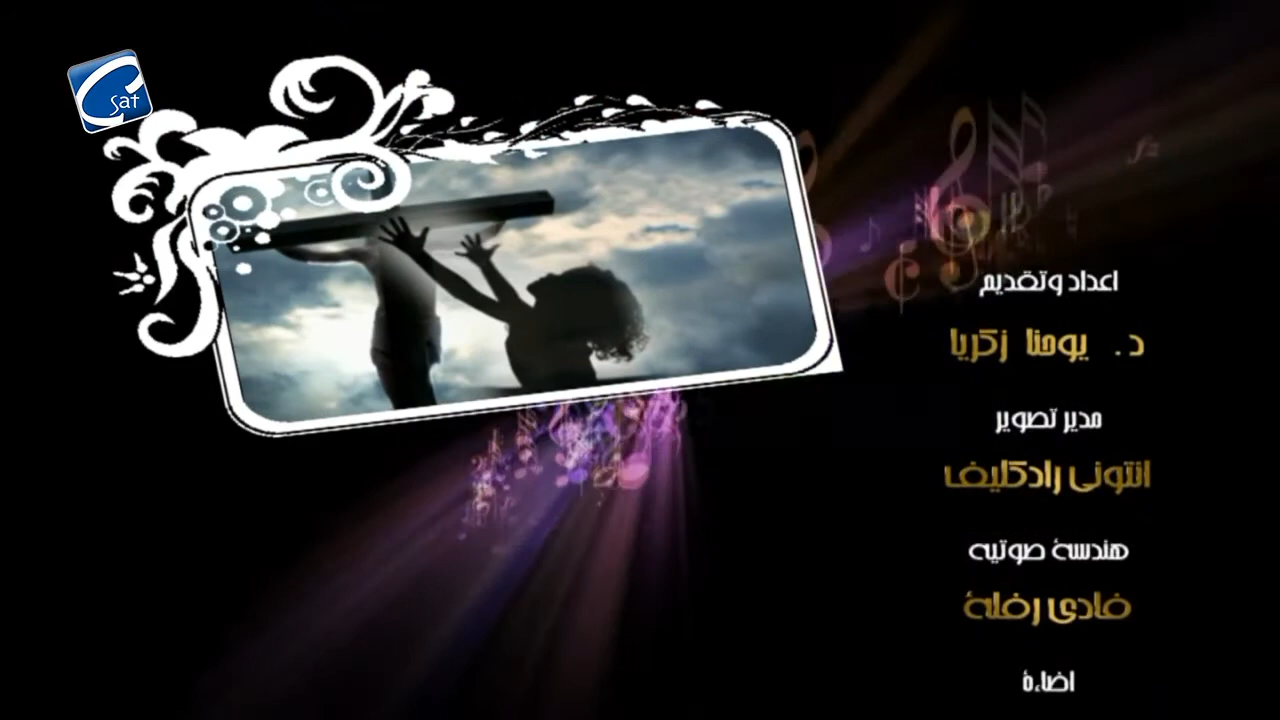 C
Sat
اعداد وتقديم
د. يوحنا زكريا
مدير تصوير
انتونى رادكليف
هندسة صوتيه
فادى رفلة
اضاءة